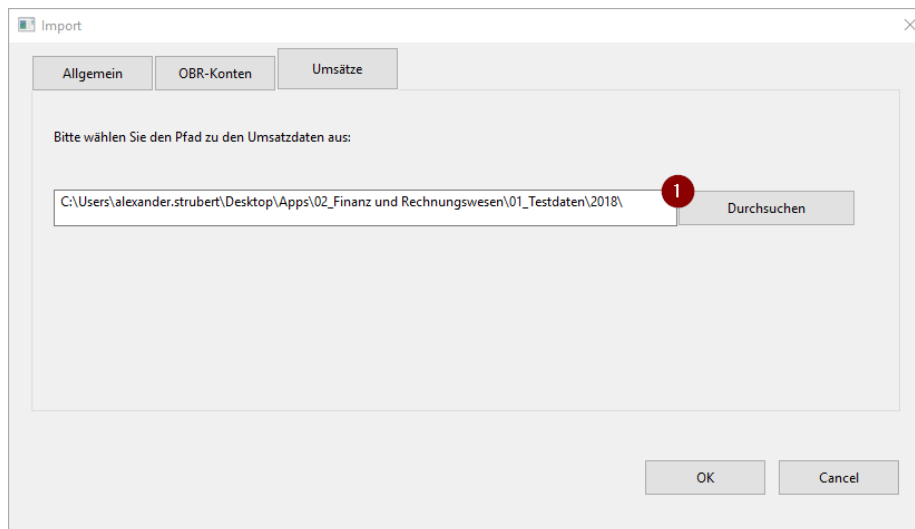 Import
Allgemein
OBR-Konten
Umsätze
Bitte wählen Sie den Pfad zu den Umsatzdaten aus:
1
C:\Users\alexander.strubert\Desktop\Apps\02_Finanz und Rechnungswesen\01_Testdaten\2018\
Durchsuchen
OK
Cancel